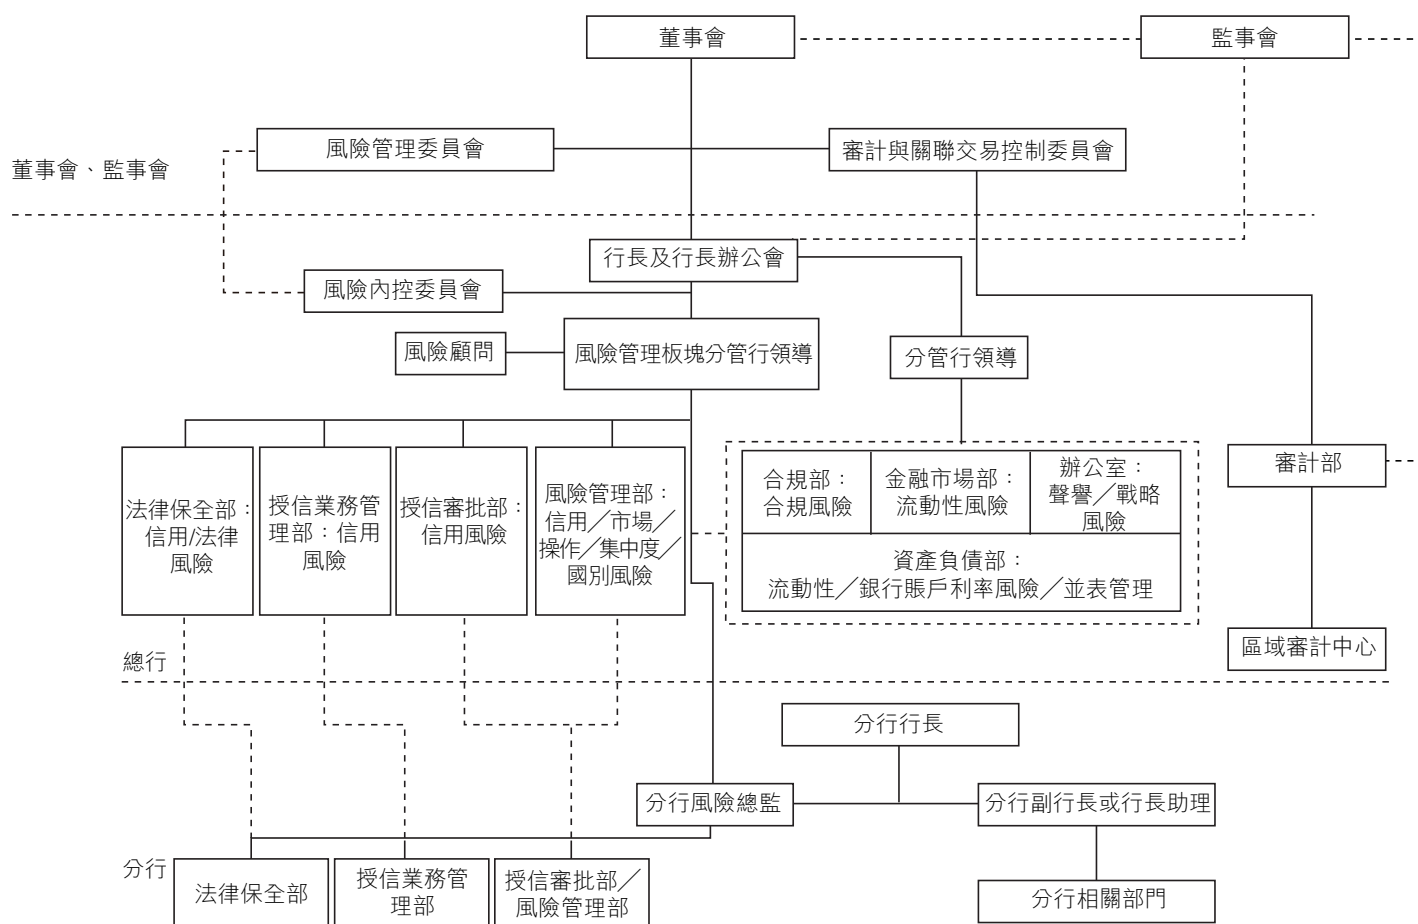 董事會
監事會
風險管理委員會
審計與關聯交易控制委員會
董事會、監事會
行長及行長辦公會
風險內控委員會
風險顧問
風險管理板塊分管行領導
分管行領導
法律保全部：
信用/法律
風險
授信業務管
理部：信用
風險
授信審批部：
信用風險
風險管理部：
信用／市場／
操作／集中度／
國別風險
合規部：
合規風險
金融市場部：
流動性風險
辦公室：
聲譽／戰略
風險
資產負債部：
流動性／銀行賬戶利率風險／並表管理
審計部
區域審計中心
總行
分行行長
分行風險總監
分行副行長或行長助理
分行
法律保全部
授信業務管
理部
授信審批部／
風險管理部
分行相關部門